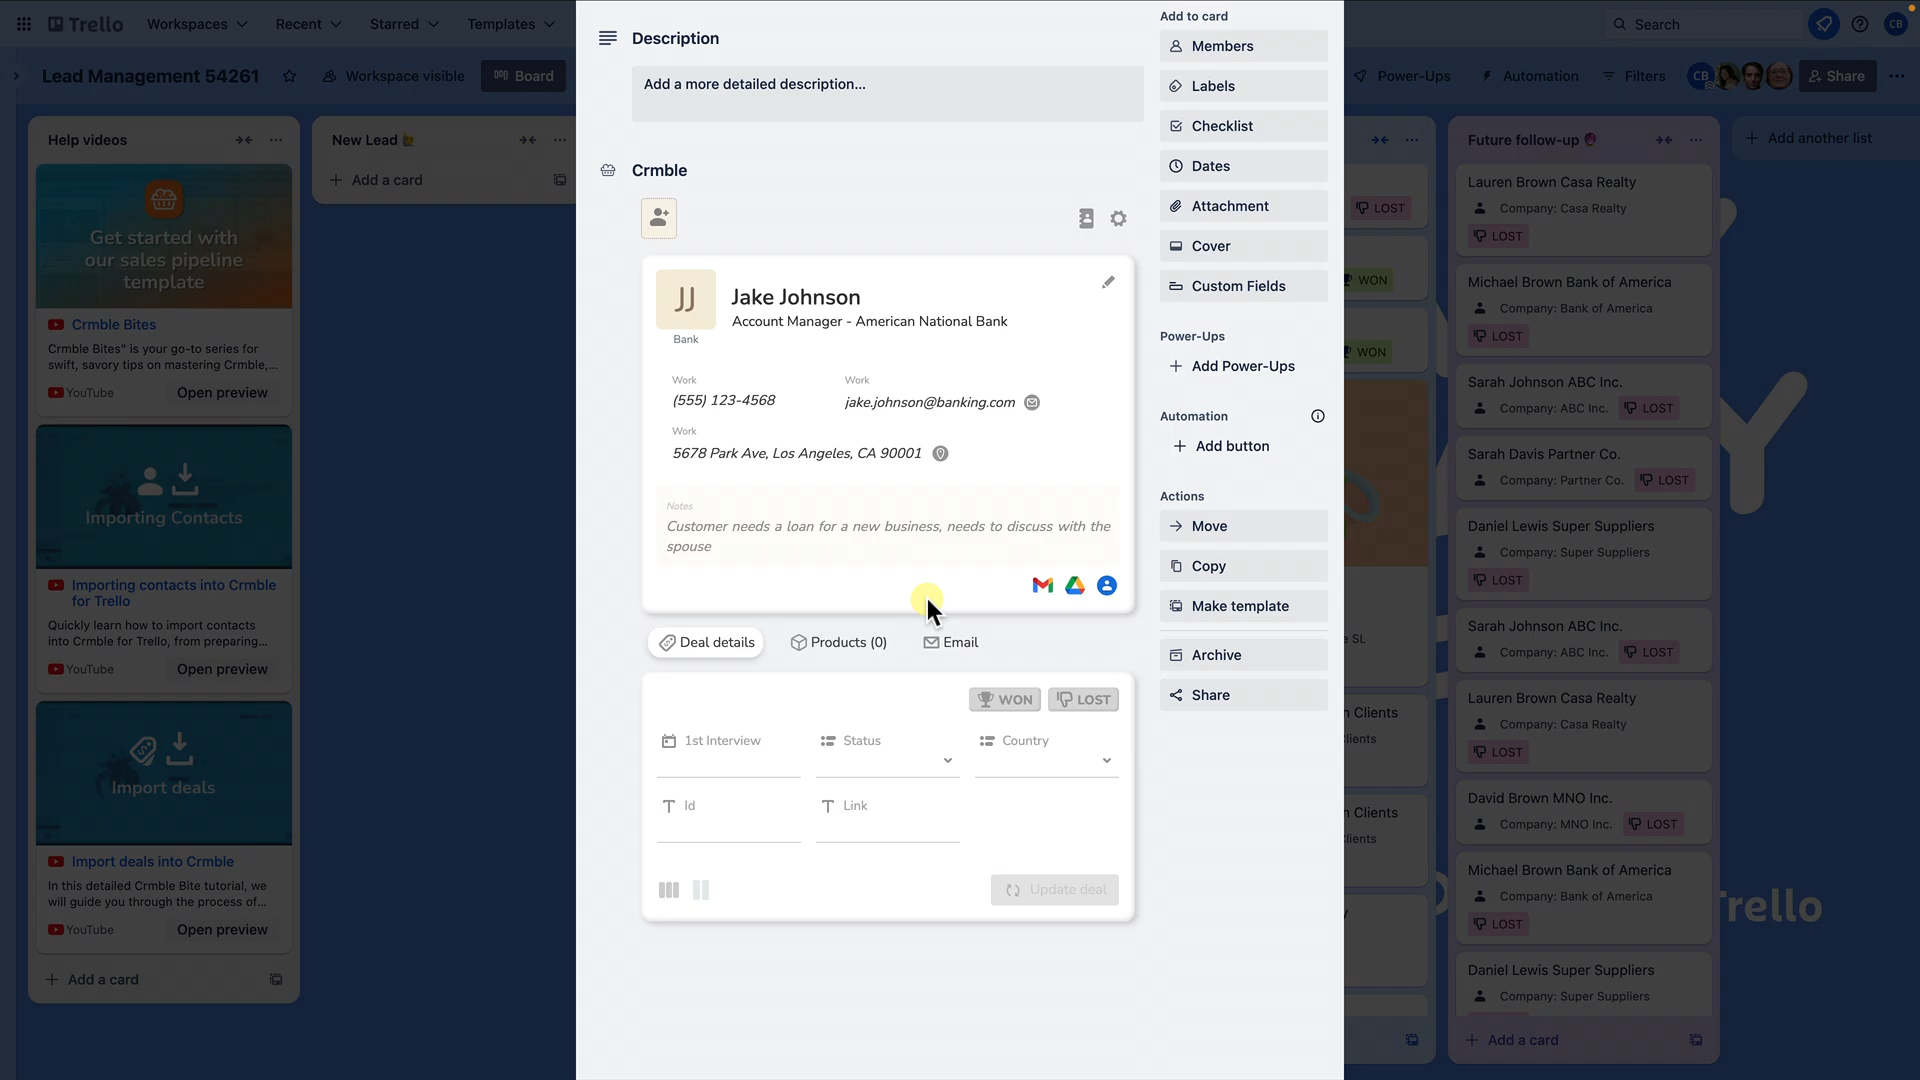 Trello
Workspaces
Recent
Starred
Templates
Search
CB
Lead Management 54261
Workspace visible
Board
Power-Ups
Automation
Filters
CB
Share
Help videos
Get started with
our sales pipeline
template
Crmble Bites
Crmble Bites" is your go-to series for
swift, savory tips on mastering Crmble,...
YouTube
Open preview
Importing Contacts
Importing contacts into Crmble
for Trello
Quickly learn how to import contacts
into Crmble for Trello, from preparing...
YouTube
Open preview
Import deals
Import deals into Crmble
In this detailed Crmble Bite tutorial, we
will guide you through the process of...
YouTube
Open preview
Add a card
New Lead
Add a card
Description
Add a more detailed description...
Crmble
JJ
Bank
Jake Johnson
Account Manager - American National Bank
Work
(555) 123-4568
Work
jake.johnson@banking.com
Work
5678 Park Ave, Los Angeles, CA 90001
Notes
Customer needs a loan for a new business, needs to discuss with the
spouse
Deal details
Products (0)
Email
WON
LOST
1st Interview
Status
Country
Id
Link
Update deal
Add to card
Members
Labels
Checklist
Dates
Attachment
Cover
Custom Fields
Power-Ups
Add Power-Ups
Automation
Add button
Actions
Move
Copy
Make template
Archive
Share
LOST
WON
WON
SL
Clients
Clients
Future follow-up
Lauren Brown Casa Realty
Company: Casa Realty
LOST
Michael Brown Bank of America
Company: Bank of America
LOST
Sarah Johnson ABC Inc.
Company: ABC Inc.
LOST
Sarah Davis Partner Co.
Company: Partner Co.
LOST
Daniel Lewis Super Suppliers
Company: Super Suppliers
LOST
Sarah Johnson ABC Inc.
Company: ABC Inc.
LOST
Lauren Brown Casa Realty
Company: Casa Realty
LOST
David Brown MNO Inc.
Company: MNO Inc.
LOST
Michael Brown Bank of America
Company: Bank of America
LOST
Daniel Lewis Super Suppliers
Company: Super Suppliers
Add a card
Add another list
Trello